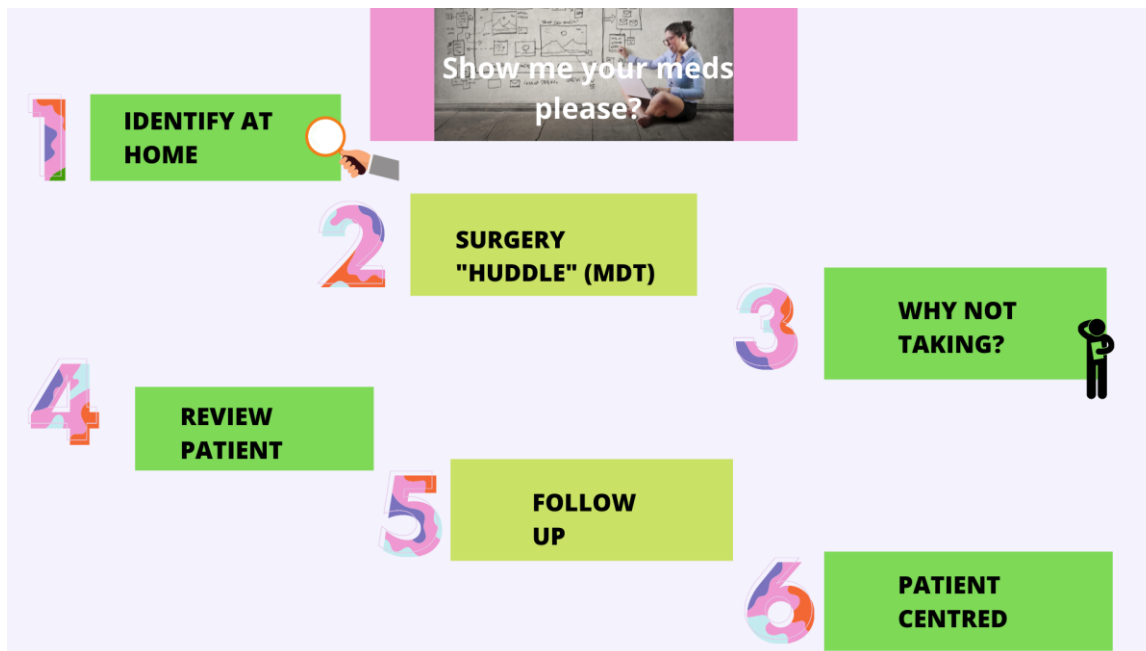 Show me your meds
please?
1
IDENTIFY AT
HOME
2
SURGERY
"HUDDLE" (MDT)
3
WHY NOT
TAKING?
4
REVIEW
PATIENT
5
FOLLOW
UP
6
PATIENT
CENTRED